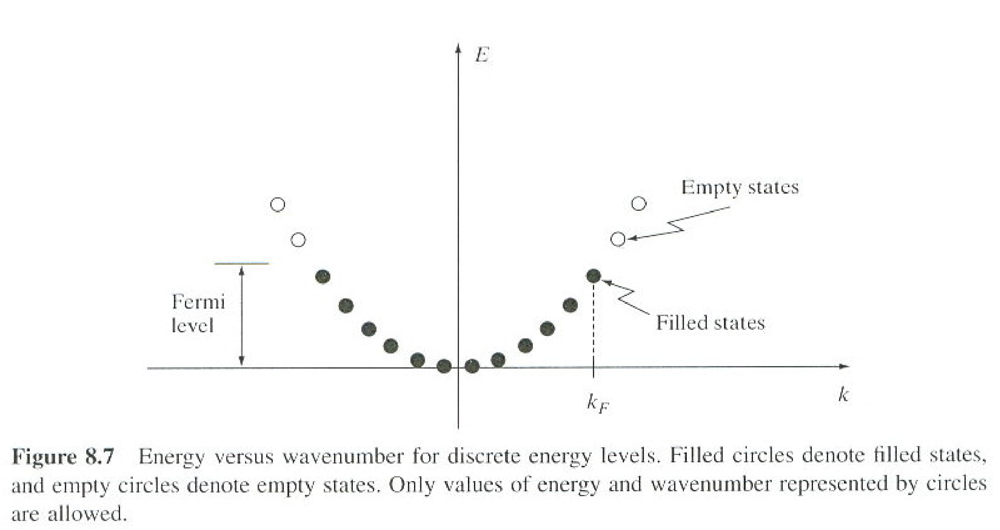 E
Empty states
Fermi
level
Filled states
k
k_F
Figure 8.7 Energy versus wavenumber for discrete energy levels. Filled circles denote filled states,
and empty circles denote empty states. Only values of energy and wavenumber represented by circles
are allowed.